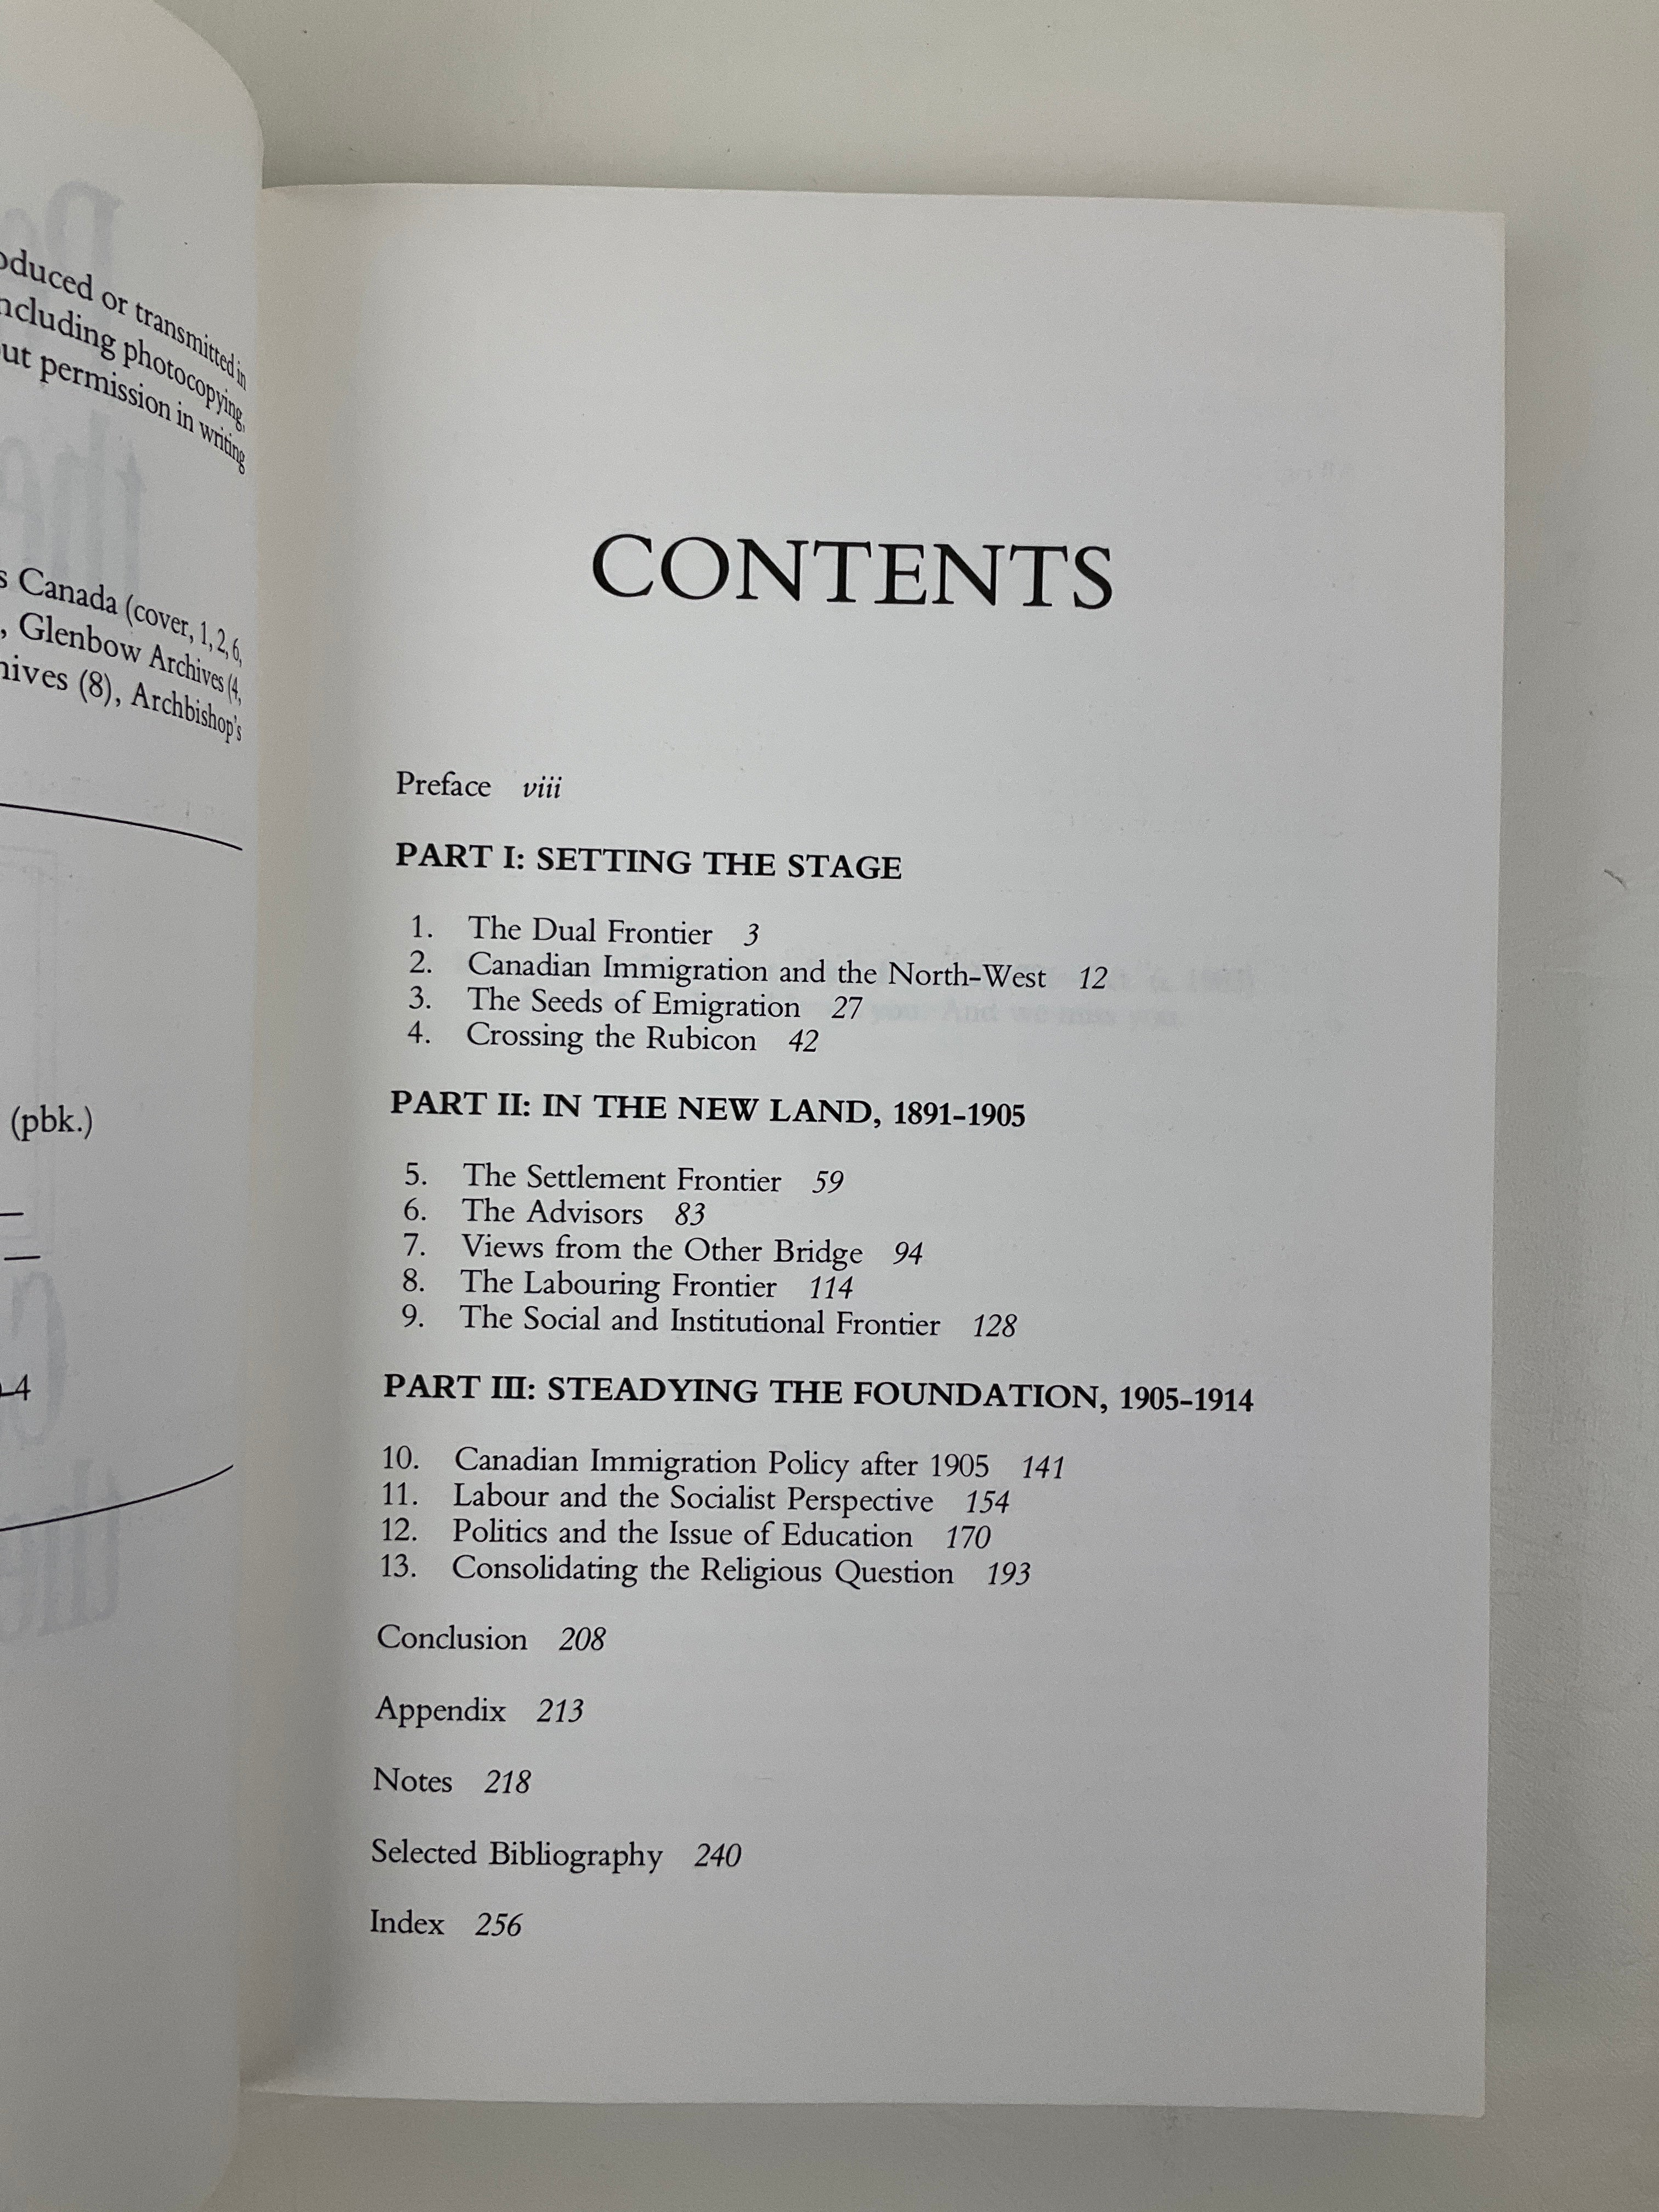 oduced or transmitted in
ncluding photocopying,
ut permission in writing
s Canada (cover, 1, 2, 6,
, Glenbow Archives (4,
hives (8), Archbishop's
(pbk.)
-4
CONTENTS
Preface viii
PART I: SETTING THE STAGE
1. The Dual Frontier 3
2. Canadian Immigration and the North-West 12
3. The Seeds of Emigration 27
4. Crossing the Rubicon 42
PART II: IN THE NEW LAND, 1891-1905
5. The Settlement Frontier 59
6. The Advisors 83
7. Views from the Other Bridge 94
8. The Labouring Frontier 114
9. The Social and Institutional Frontier 128
PART III: STEADYING THE FOUNDATION, 1905-1914
10. Canadian Immigration Policy after 1905 141
11. Labour and the Socialist Perspective 154
12. Politics and the Issue of Education 170
13. Consolidating the Religious Question 193
Conclusion 208
Appendix 213
Notes 218
Selected Bibliography 240
Index 256